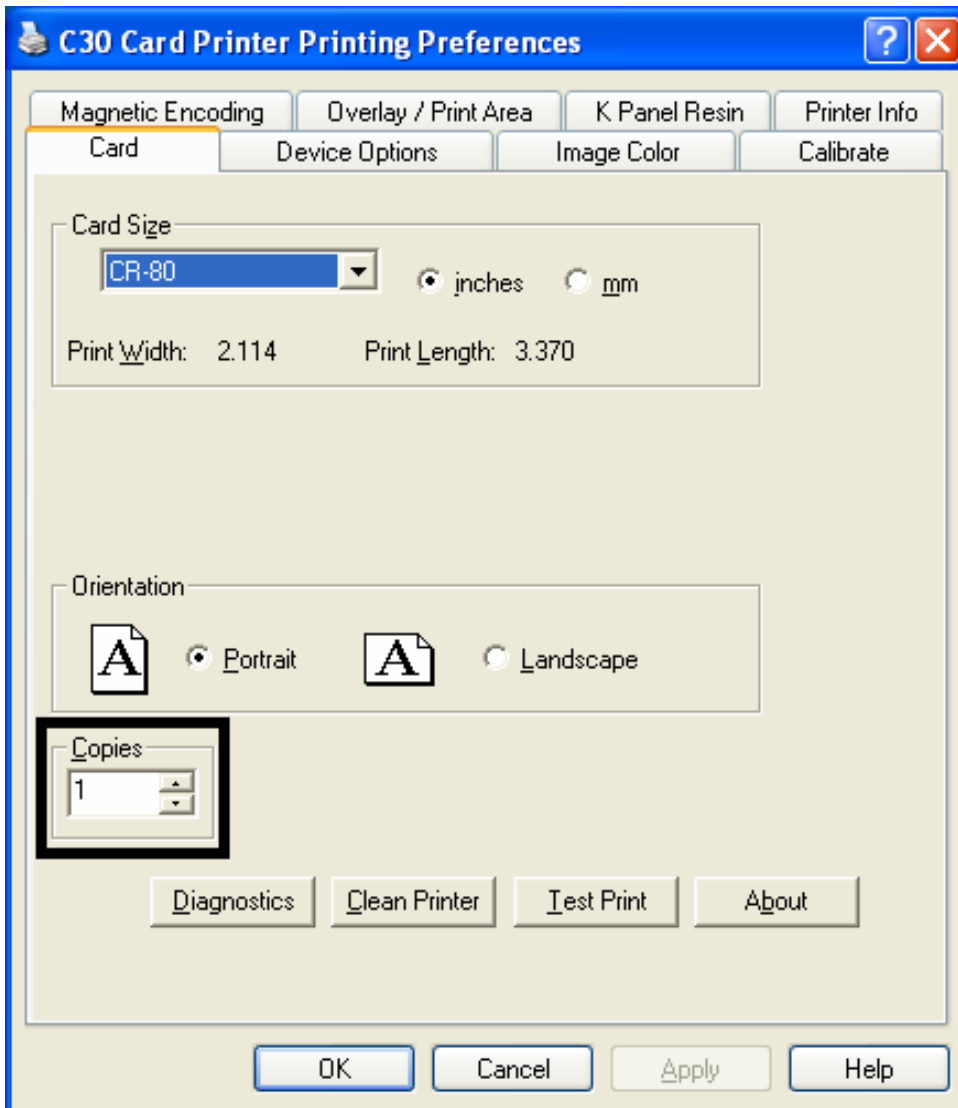 C30 Card Printer Printing Preferences
Magnetic Encoding Overlay / Print Area K Panel Resin Printer Info
Card Device Options Image Color Calibrate
Card Size
CR-80 inches mm
Print Width: 2.114 Print Length: 3.370
Orientation
A Portrait A Landscape
Copies
1
Diagnostics Clean Printer Test Print About
OK Cancel Apply Help